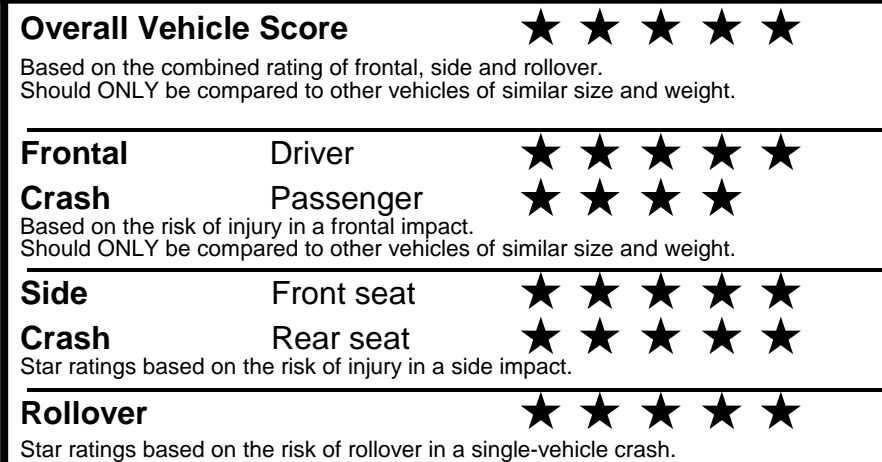 Overall Vehicle Score ★ ★ ★ ★ ★
Based on the combined rating of frontal, side and rollover.
Should ONLY be compared to other vehicles of similar size and weight.
Frontal Driver ★ ★ ★ ★ ★
Crash Passenger ★ ★ ★ ★
Based on the risk of injury in a frontal impact.
Should ONLY be compared to other vehicles of similar size and weight.
Side Front seat ★ ★ ★ ★ ★
Crash Rear seat ★ ★ ★ ★ ★
Star ratings based on the risk of injury in a side impact.
Rollover ★ ★ ★ ★ ★
Star ratings based on the risk of rollover in a single-vehicle crash.